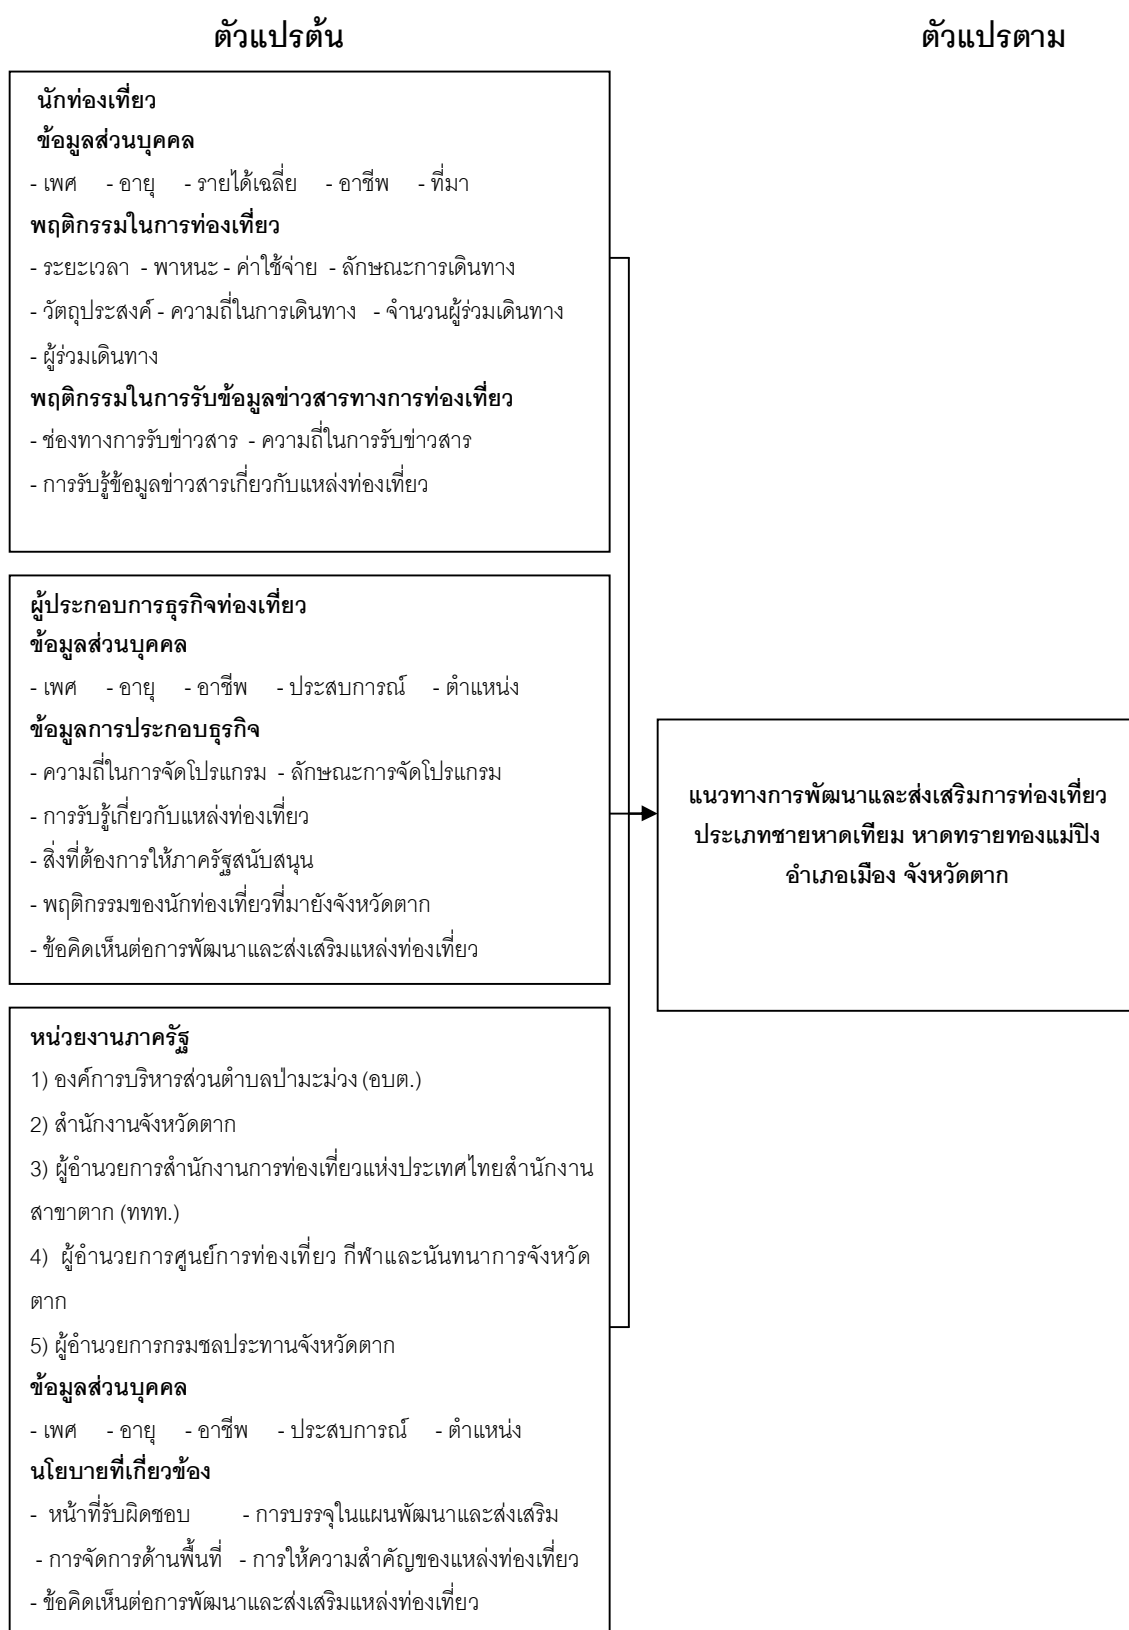 ตัวแปรต้น ตัวแปรตาม
นักท่องเที่ยว
ข้อมูลส่วนบุคคล
- เพศ - อายุ - รายได้เฉลี่ย - อาชีพ - ที่มา
พฤติกรรมในการท่องเที่ยว
- ระยะเวลา - พาหนะ - ค่าใช้จ่าย - ลักษณะการเดินทาง
- วัตถุประสงค์ - ความถี่ในการเดินทาง - จำนวนผู้ร่วมเดินทาง
- ผู้ร่วมเดินทาง
พฤติกรรมในการรับข้อมูลข่าวสารทางการท่องเที่ยว
- ช่องทางการรับข่าวสาร - ความถี่ในการรับข่าวสาร
- การรับรู้ข้อมูลข่าวสารเกี่ยวกับแหล่งท่องเที่ยว
ผู้ประกอบการธุรกิจท่องเที่ยว
ข้อมูลส่วนบุคคล
- เพศ - อายุ - อาชีพ - ประสบการณ์ - ตำแหน่ง
ข้อมูลการประกอบธุรกิจ
- ความถี่ในการจัดโปรแกรม - ลักษณะการจัดโปรแกรม
- การรับรู้เกี่ยวกับแหล่งท่องเที่ยว
- สิ่งที่ต้องการให้ภาครัฐสนับสนุน
- พฤติกรรมของนักท่องเที่ยวที่มายังจังหวัดตาก
- ข้อคิดเห็นต่อการพัฒนาและส่งเสริมแหล่งท่องเที่ยว
แนวทางการพัฒนาและส่งเสริมการท่องเที่ยว
ประเภทชายหาดเทียม หาดทรายทองแม่ปิง
อำเภอเมือง จังหวัดตาก
หน่วยงานภาครัฐ
1) องค์การบริหารส่วนตำบลป่ามะม่วง (อบต.)
2) สำนักงานจังหวัดตาก
3) ผู้อำนวยการสำนักงานการท่องเที่ยวแห่งประเทศไทยสำนักงาน
สาขาตาก (ททท.)
4) ผู้อำนวยการศูนย์การท่องเที่ยว กีฬาและนันทนาการจังหวัด
ตาก
5) ผู้อำนวยการกรมชลประทานจังหวัดตาก
ข้อมูลส่วนบุคคล
- เพศ - อายุ - อาชีพ - ประสบการณ์ - ตำแหน่ง
นโยบายที่เกี่ยวข้อง
- หน้าที่รับผิดชอบ - การบรรจุในแผนพัฒนาและส่งเสริม
- การจัดการด้านพื้นที่ - การให้ความสำคัญของแหล่งท่องเที่ยว
- ข้อคิดเห็นต่อการพัฒนาและส่งเสริมแหล่งท่องเที่ยว